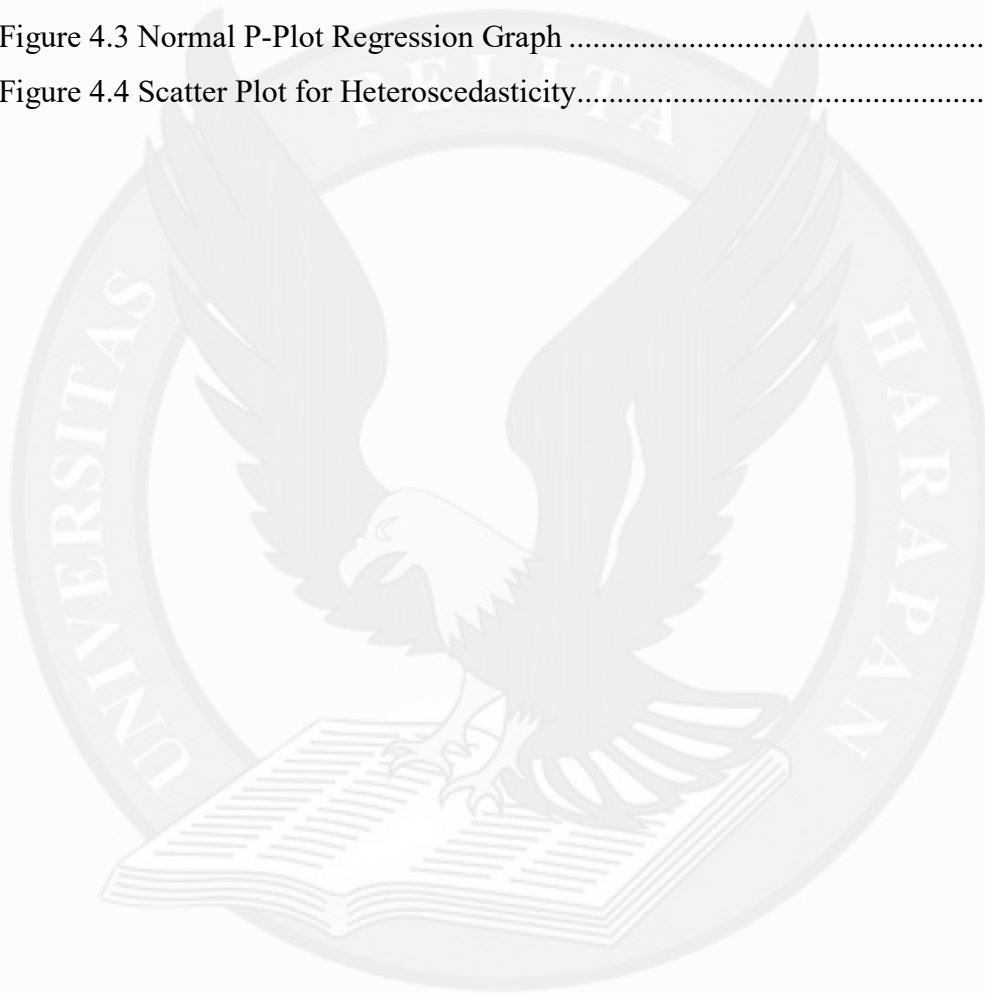 Figure 4.3 Normal P-Plot Regression Graph ..................................................
Figure 4.4 Scatter Plot for Heteroscedasticity.................................................
PELITA
UNIVERSITAS
HARAPAN